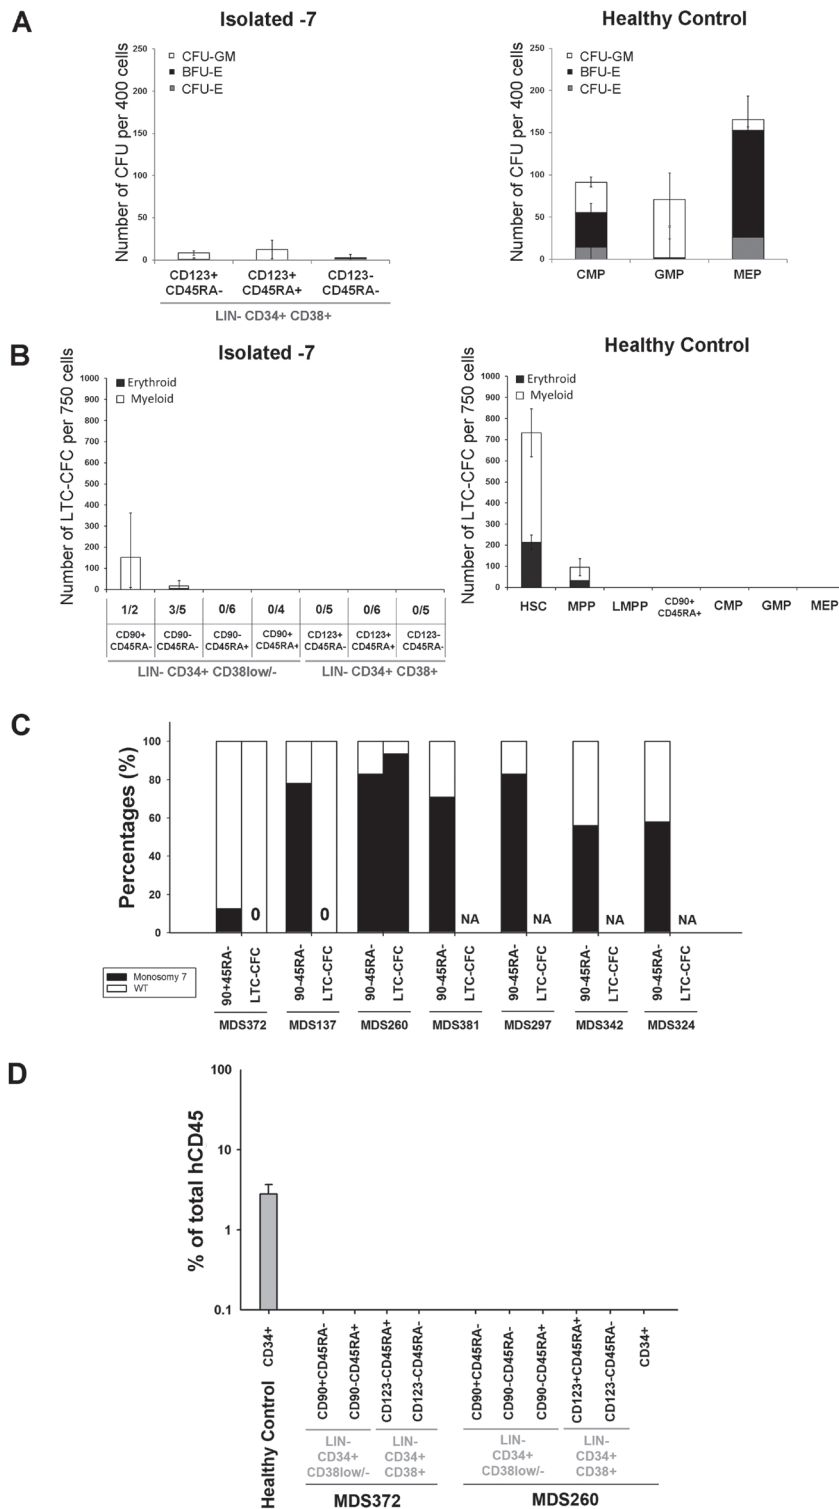 A
Isolated -7
Number of CFU per 400 cells
250
200
150
100
50
0
CFU-GM
BFU-E
CFU-E
CD123+ CD123+ CD123-
CD45RA- CD45RA+ CD45RA-
LIN- CD34+ CD38+
Healthy Control
Number of CFU per 400 cells
250
200
150
100
50
0
CFU-GM
BFU-E
CFU-E
CMP GMP MEP
B
Isolated -7
Number of LTC-CFC per 750 cells
1000
900
800
700
600
500
400
300
200
100
0
Erythroid
Myeloid
1/2 3/5 0/6 0/4 0/5 0/6 0/5
CD90+ CD90- CD90- CD90+ CD123+ CD123+ CD123-
CD45RA- CD45RA- CD45RA+ CD45RA+ CD45RA- CD45RA+ CD45RA-
LIN- CD34+ CD38low/- LIN- CD34+ CD38+
Healthy Control
Number of LTC-CFC per 750 cells
1000
900
800
700
600
500
400
300
200
100
0
Erythroid
Myeloid
HSC MPP LMPP CD90+ CMP GMP MEP
CD45RA+
C
Percentages (%)
100
80
60
40
20
0
0 0 NA NA NA NA
Monosomy 7
WT
90+45RA- LTC-CFC 90-45RA- LTC-CFC 90-45RA- LTC-CFC 90-45RA- LTC-CFC 90-45RA- LTC-CFC 90-45RA- LTC-CFC 90-45RA- LTC-CFC
MDS372 MDS137 MDS260 MDS381 MDS297 MDS342 MDS324
D
% of total hCD45
100
10
1
0.1
CD34+ CD90+CD45RA- CD90-CD45RA+ CD123-CD45RA+ CD123-CD45RA- CD90+CD45RA- CD90-CD45RA- CD90-CD45RA+ CD123+CD45RA+ CD123-CD45RA- CD34+
Healthy Control
LIN- LIN- LIN- LIN-
CD34+ CD34+ CD34+ CD34+
CD38low/- CD38+ CD38low/- CD38+
MDS372 MDS260